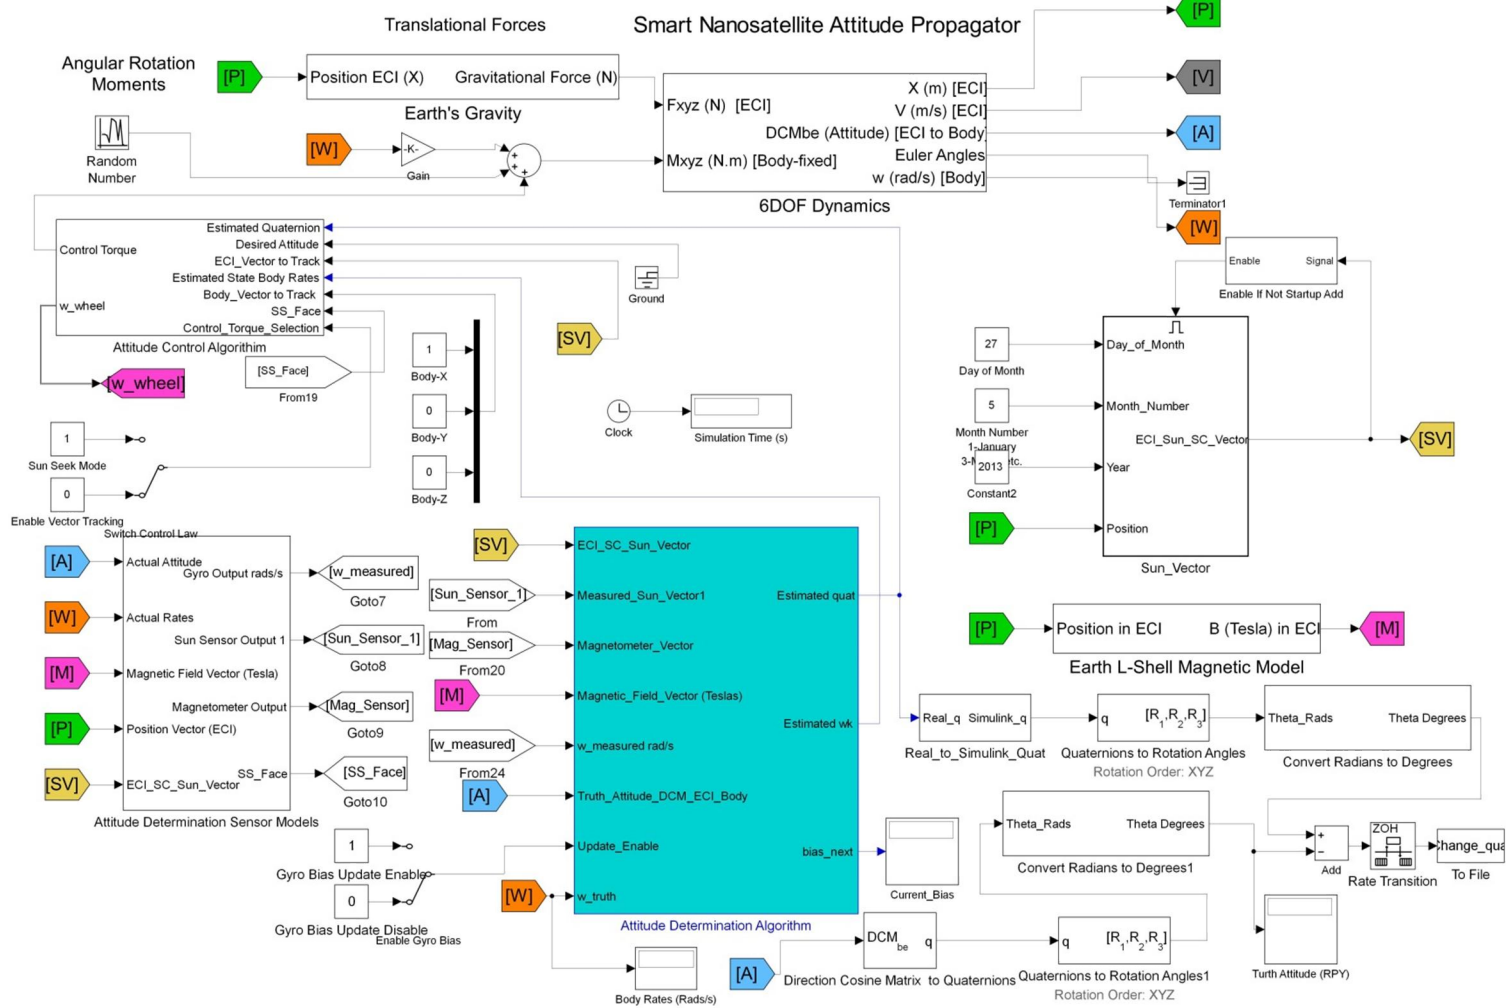 Translational Forces
Smart Nanosatellite Attitude Propagator
[P]
Angular Rotation
Moments
[P]
Position ECI (X)
Gravitational Force (N)
Earth's Gravity
Fxyz (N) [ECI]
Mxyz (N.m) [Body-fixed]
X (m) [ECI]
V (m/s) [ECI]
DCMbe (Attitude) [ECI to Body]
Euler Angles
w (rad/s) [Body]
6DOF Dynamics
[V]
[A]
Terminator1
[W]
Random
Number
[W]
-K-
Gain
+
+
+
Control Torque
w_wheel
Estimated Quaternion
Desired Attitude
ECI_Vector to Track
Estimated State Body Rates
Body_Vector to Track
SS_Face
Control_Torque_Selection
Attitude Control Algorithim
[w_wheel]
[SS_Face]
From19
Ground
[SV]
1
Body-X
0
Body-Y
0
Body-Z
Clock
Simulation Time (s)
1
Sun Seek Mode
0
Enable Vector Tracking
Switch Control Law
Enable
Signal
Enable If Not Startup Add
27
Day of Month
5
Month Number
1-January
etc.
2013
Constant2
[P]
Day_of_Month
Month_Number
Year
Position
ECI_Sun_SC_Vector
Sun_Vector
[SV]
[A]
[W]
[M]
[P]
[SV]
Actual Attitude
Actual Rates
Magnetic Field Vector (Tesla)
Position Vector (ECI)
ECI_SC_Sun_Vector
Gyro Output rads/s
Sun Sensor Output 1
Magnetometer Output
SS_Face
Attitude Determination Sensor Models
[w_measured]
Goto7
[Sun_Sensor_1]
Goto8
[Mag_Sensor]
Goto9
[SS_Face]
Goto10
[SV]
[Sun_Sensor_1]
From
[Mag_Sensor]
From20
[M]
[w_measured]
From24
[A]
1
Gyro Bias Update Enable
0
Gyro Bias Update Disable
Enable Gyro Bias
[W]
ECI_SC_Sun_Vector
Measured_Sun_Vector1
Magnetometer_Vector
Magnetic_Field_Vector (Teslas)
w_measured rad/s
Truth_Attitude_DCM_ECI_Body
Update_Enable
w_truth
Estimated quat
Estimated wk
bias_next
Attitude Determination Algorithm
Body Rates (Rads/s)
Current_Bias
[P]
Position in ECI
B (Tesla) in ECI
[M]
Earth L-Shell Magnetic Model
Real_q
Simulink_q
Real_to_Simulink_Quat
q
[R1,R2,R3]
Quaternions to Rotation Angles
Rotation Order: XYZ
Theta_Rads
Theta Degrees
Convert Radians to Degrees
Theta_Rads
Theta Degrees
Convert Radians to Degrees1
+
−
Add
ZOH
Rate Transition
To File
Turth Attitude (RPY)
[A]
DCMbe
q
Direction Cosine Matrix to Quaternions
q
[R1,R2,R3]
Quaternions to Rotation Angles1
Rotation Order: XYZ